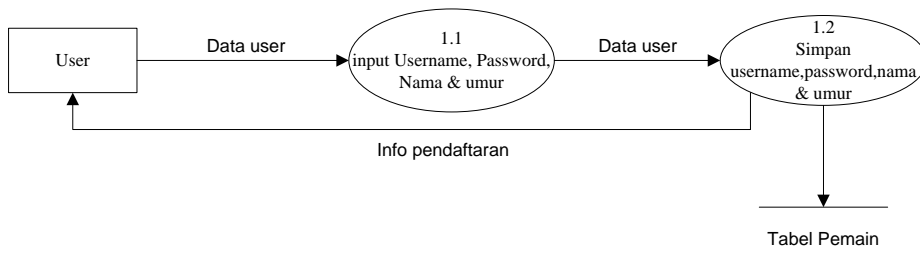 User
Data user
1.1
input Username, Password,
Nama & umur
Data user
1.2
Simpan
username,password,nama
& umur
Info pendaftaran
Tabel Pemain